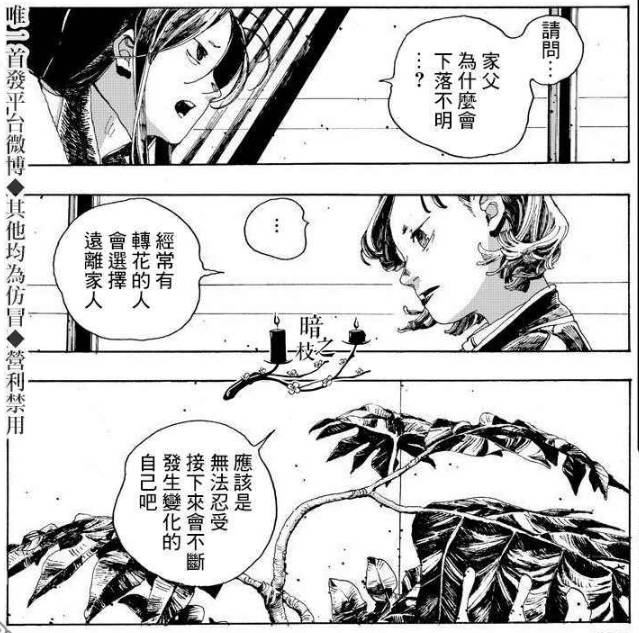 請問…
家父
為什麼會
下落不明
…?
…
經常有
轉花的人
會選擇
遠離家人
暗之枝
應該是
無法忍受
接下來會不斷
發生變化的
自己吧
唯一首發平台微博◆其他均為仿冒◆營利禁用